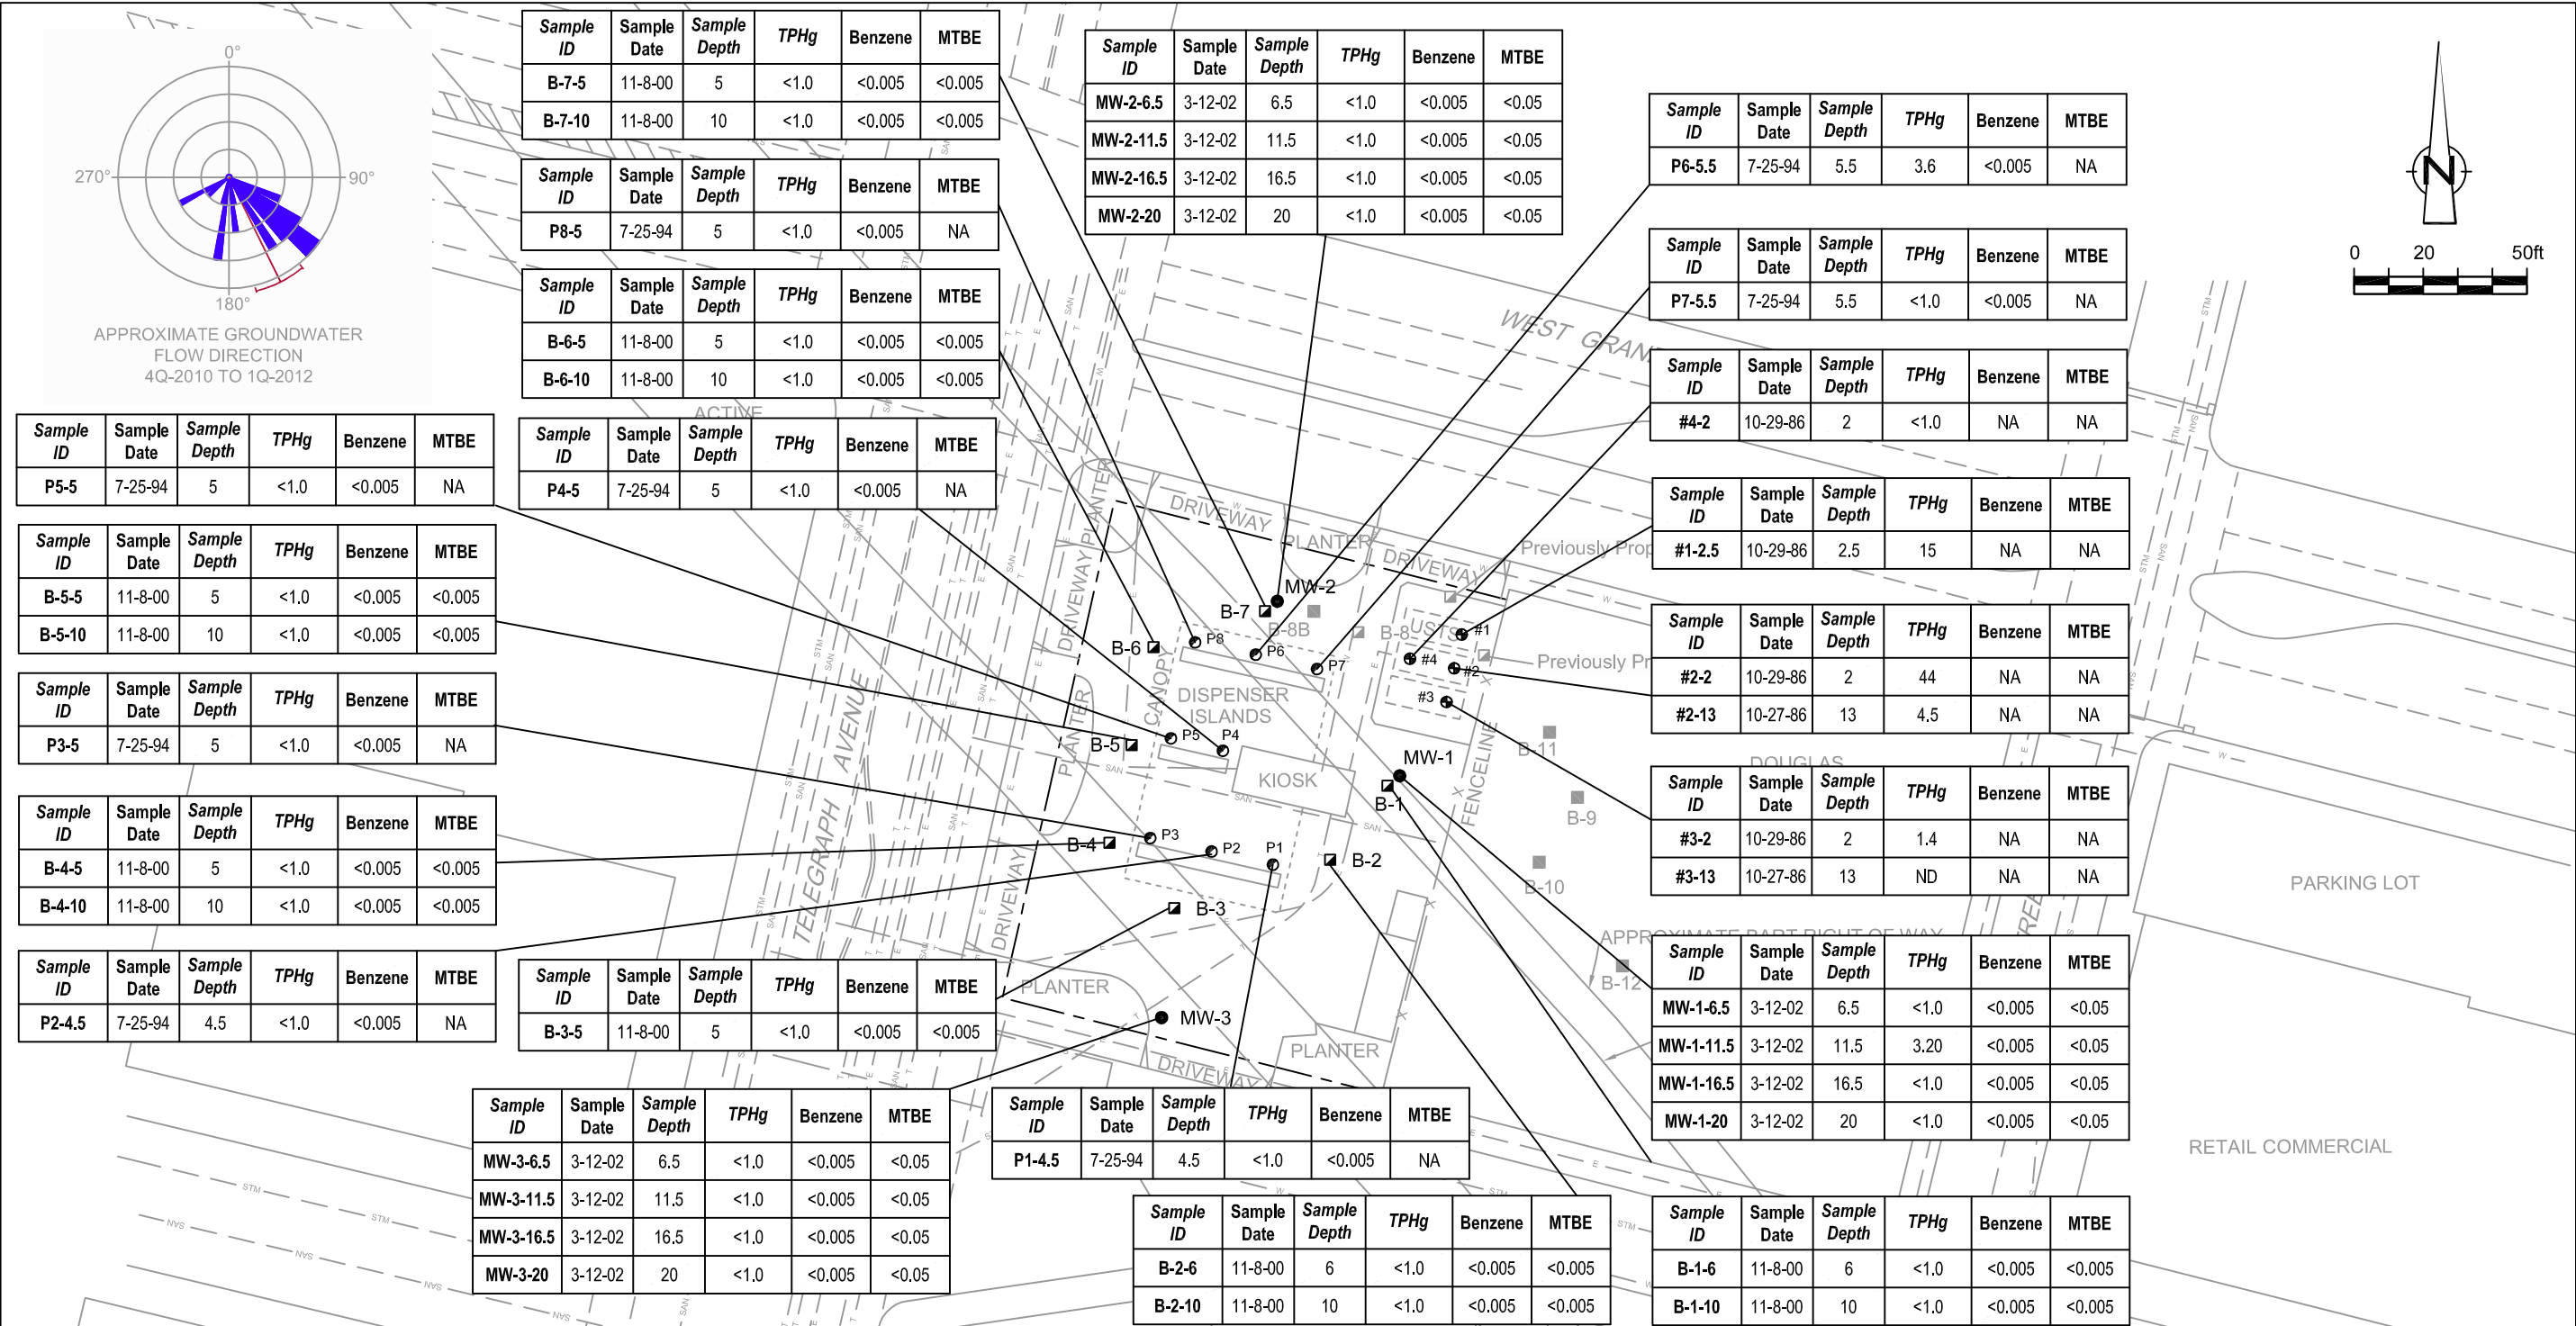 0°
90°
180°
270°
APPROXIMATE GROUNDWATER
FLOW DIRECTION
4Q-2010 TO 1Q-2012
Sample ID Sample Date Sample Depth TPHg Benzene MTBE
B-7-5 11-8-00 5 <1.0 <0.005 <0.005
B-7-10 11-8-00 10 <1.0 <0.005 <0.005
Sample ID Sample Date Sample Depth TPHg Benzene MTBE
P8-5 7-25-94 5 <1.0 <0.005 NA
Sample ID Sample Date Sample Depth TPHg Benzene MTBE
B-6-5 11-8-00 5 <1.0 <0.005 <0.005
B-6-10 11-8-00 10 <1.0 <0.005 <0.005
Sample ID Sample Date Sample Depth TPHg Benzene MTBE
P4-5 7-25-94 5 <1.0 <0.005 NA
Sample ID Sample Date Sample Depth TPHg Benzene MTBE
MW-2-6.5 3-12-02 6.5 <1.0 <0.005 <0.05
MW-2-11.5 3-12-02 11.5 <1.0 <0.005 <0.05
MW-2-16.5 3-12-02 16.5 <1.0 <0.005 <0.05
MW-2-20 3-12-02 20 <1.0 <0.005 <0.05
Sample ID Sample Date Sample Depth TPHg Benzene MTBE
P6-5.5 7-25-94 5.5 3.6 <0.005 NA
Sample ID Sample Date Sample Depth TPHg Benzene MTBE
P7-5.5 7-25-94 5.5 <1.0 <0.005 NA
Sample ID Sample Date Sample Depth TPHg Benzene MTBE
#4-2 10-29-86 2 <1.0 NA NA
Sample ID Sample Date Sample Depth TPHg Benzene MTBE
#1-2.5 10-29-86 2.5 15 NA NA
Sample ID Sample Date Sample Depth TPHg Benzene MTBE
#2-2 10-29-86 2 44 NA NA
#2-13 10-27-86 13 4.5 NA NA
Sample ID Sample Date Sample Depth TPHg Benzene MTBE
#3-2 10-29-86 2 1.4 NA NA
#3-13 10-27-86 13 ND NA NA
Sample ID Sample Date Sample Depth TPHg Benzene MTBE
MW-1-6.5 3-12-02 6.5 <1.0 <0.005 <0.05
MW-1-11.5 3-12-02 11.5 3.20 <0.005 <0.05
MW-1-16.5 3-12-02 16.5 <1.0 <0.005 <0.05
MW-1-20 3-12-02 20 <1.0 <0.005 <0.05
Sample ID Sample Date Sample Depth TPHg Benzene MTBE
B-1-6 11-8-00 6 <1.0 <0.005 <0.005
B-1-10 11-8-00 10 <1.0 <0.005 <0.005
Sample ID Sample Date Sample Depth TPHg Benzene MTBE
P5-5 7-25-94 5 <1.0 <0.005 NA
Sample ID Sample Date Sample Depth TPHg Benzene MTBE
B-5-5 11-8-00 5 <1.0 <0.005 <0.005
B-5-10 11-8-00 10 <1.0 <0.005 <0.005
Sample ID Sample Date Sample Depth TPHg Benzene MTBE
P3-5 7-25-94 5 <1.0 <0.005 NA
Sample ID Sample Date Sample Depth TPHg Benzene MTBE
B-4-5 11-8-00 5 <1.0 <0.005 <0.005
B-4-10 11-8-00 10 <1.0 <0.005 <0.005
Sample ID Sample Date Sample Depth TPHg Benzene MTBE
P2-4.5 7-25-94 4.5 <1.0 <0.005 NA
Sample ID Sample Date Sample Depth TPHg Benzene MTBE
B-3-5 11-8-00 5 <1.0 <0.005 <0.005
Sample ID Sample Date Sample Depth TPHg Benzene MTBE
MW-3-6.5 3-12-02 6.5 <1.0 <0.005 <0.05
MW-3-11.5 3-12-02 11.5 <1.0 <0.005 <0.05
MW-3-16.5 3-12-02 16.5 <1.0 <0.005 <0.05
MW-3-20 3-12-02 20 <1.0 <0.005 <0.05
Sample ID Sample Date Sample Depth TPHg Benzene MTBE
P1-4.5 7-25-94 4.5 <1.0 <0.005 NA
Sample ID Sample Date Sample Depth TPHg Benzene MTBE
B-2-6 11-8-00 6 <1.0 <0.005 <0.005
B-2-10 11-8-00 10 <1.0 <0.005 <0.005
N
0 20 50ft
ACTIVE
WEST GRAN
DRIVEWAY
PLANTER
DRIVEWAY
PLANTER
DRIVEWAY
Previously Prop
MW-2
B-7
B-8B
B-8
USTS
#1
#4
#2
#3
Previously Pr
B-6
P8
P6
P7
CANOPY
DISPENSER
ISLANDS
TELEGRAPH AVENUE
PLANTER
B-5
P5
P4
KIOSK
MW-1
B-1
FENCELINE
B-11
DOUGLAS
B-9
B-10
B-4
P3
P2
P1
B-2
B-3
DRIVEWAY
PLANTER
MW-3
DRIVEWAY
PLANTER
APPROXIMATE PART RIGHT OF WAY
B-12
REE
PARKING LOT
RETAIL COMMERCIAL